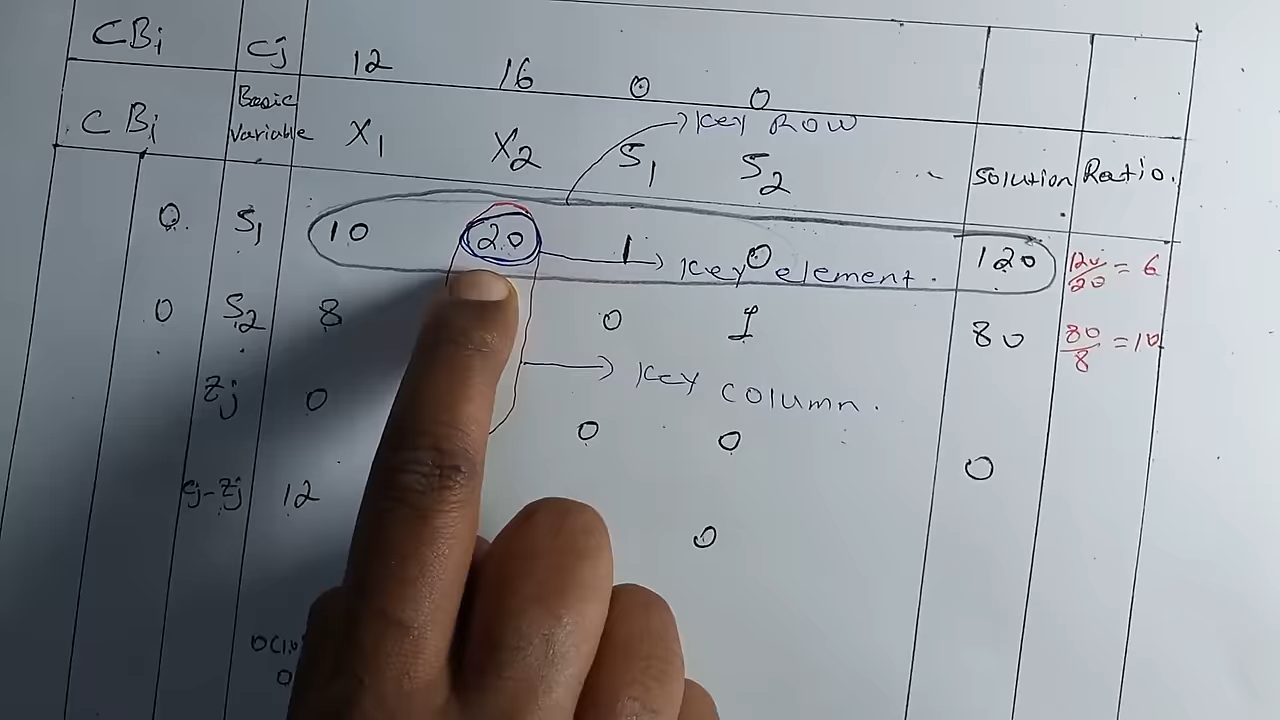 CBi Cj 12 16 0 0
CBi Basic Variable X1 X2 S1 S2 .. Solution Ratio.
→ Key Row
0. S1 10 20 1 0 120 120/20 = 6
→ Key element.
0 S2 8 0 1 80 80/8 = 10
→ Key column.
Zj 0 0 0 0
Cj-Zj 12 0